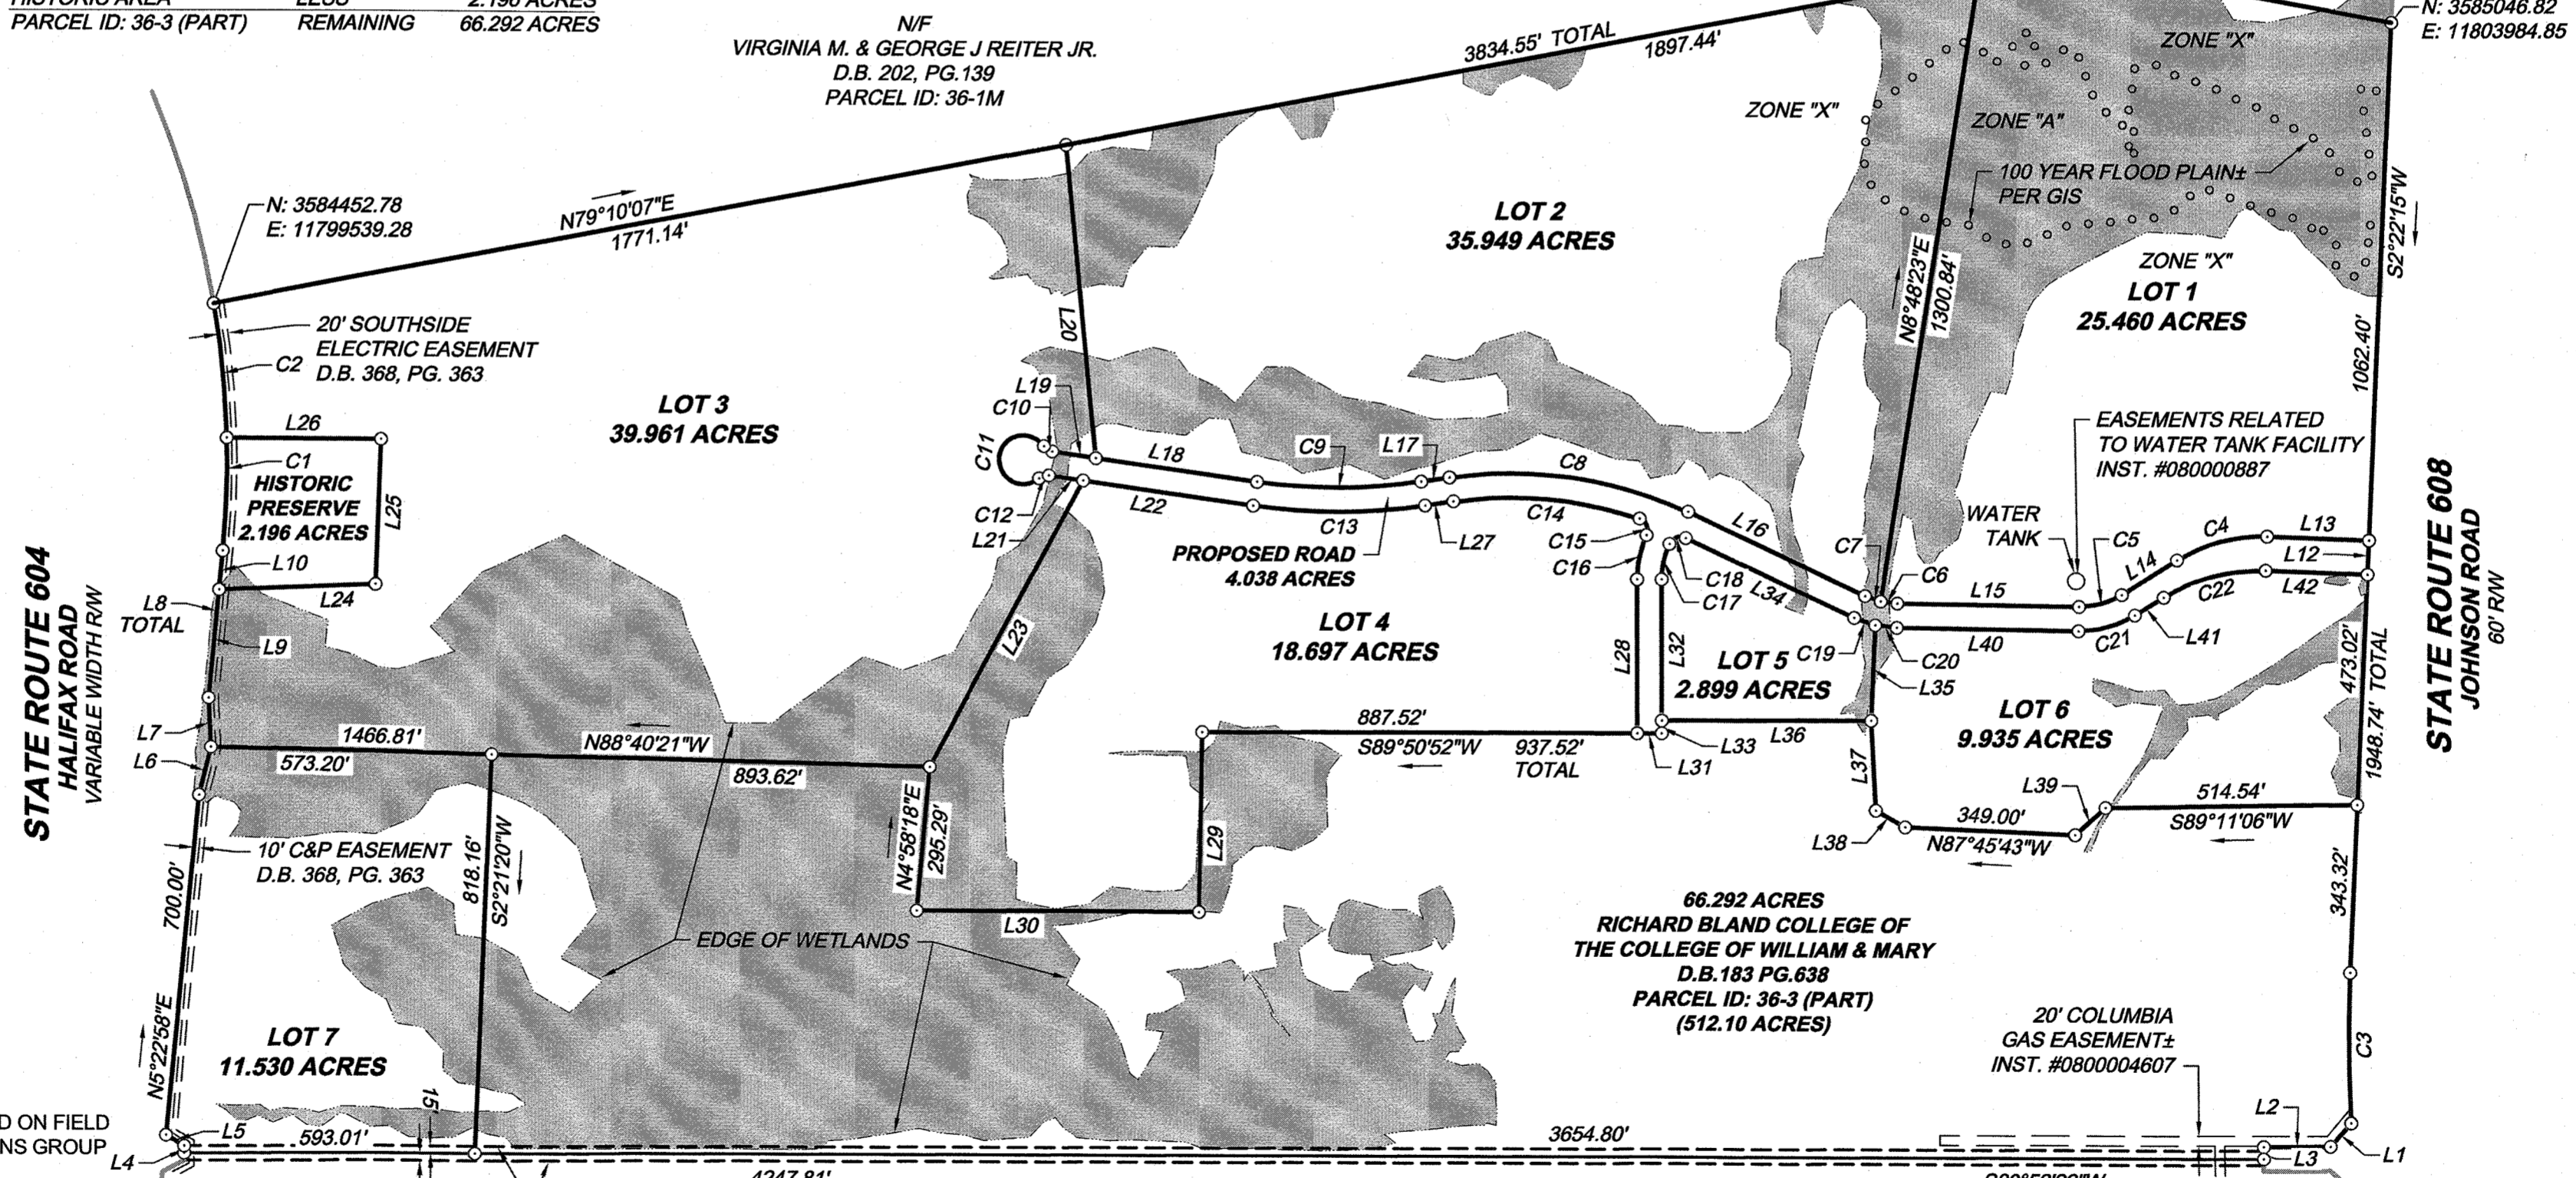 HISTORIC AREA LESS 2.196 ACRES
PARCEL ID: 36-3 (PART) REMAINING 66.292 ACRES
N/F
VIRGINIA M. & GEORGE J REITER JR.
D.B. 202, PG.139
PARCEL ID: 36-1M
3834.55' TOTAL
1897.44'
N: 3585046.82
E: 11803984.85
ZONE "X"
ZONE "X"
ZONE "A"
100 YEAR FLOOD PLAIN±
PER GIS
ZONE "X"
N: 3584452.78
E: 11799539.28
N79°10'07"E
1771.14'
LOT 2
35.949 ACRES
LOT 1
25.460 ACRES
N8°48'23"E
1300.84'
S2°22'15"W
1062.40'
20' SOUTHSIDE
ELECTRIC EASEMENT
D.B. 368, PG. 363
C2
L20
LOT 3
39.961 ACRES
L19
C10
C11
L18
C9
L17
C8
EASEMENTS RELATED
TO WATER TANK FACILITY
INST. #080000887
L26
C1
HISTORIC
PRESERVE
2.196 ACRES
L25
L10
L24
C12
L21
L22
C13
L27
C14
PROPOSED ROAD
4.038 ACRES
C15
C16
L16
C18
C17
L34
C7
C6
WATER
TANK
C5
L14
C4
L13
L12
L15
L42
C22
L41
C21
L40
C19
C20
L35
STATE ROUTE 604
HALIFAX ROAD
VARIABLE WIDTH R/W
STATE ROUTE 608
JOHNSON ROAD
60' R/W
L8
TOTAL
L9
L7
L6
L23
LOT 4
18.697 ACRES
L28
L32
LOT 5
2.899 ACRES
LOT 6
9.935 ACRES
473.02'
1948.74' TOTAL
1466.81'
573.20'
N88°40'21"W
893.62'
887.52'
S89°50'52"W
937.52'
TOTAL
L31
L33
L36
L37
L38
L39
349.00'
N87°45'43"W
514.54'
S89°11'06"W
343.32'
10' C&P EASEMENT
D.B. 368, PG. 363
700.00'
N5°22'58"E
818.16'
S2°21'20"W
N4°58'18"E
295.29'
L29
L30
EDGE OF WETLANDS
66.292 ACRES
RICHARD BLAND COLLEGE OF
THE COLLEGE OF WILLIAM & MARY
D.B.183 PG.638
PARCEL ID: 36-3 (PART)
(512.10 ACRES)
20' COLUMBIA
GAS EASEMENT±
INST. #0800004607
C3
LOT 7
11.530 ACRES
15'
D ON FIELD
NS GROUP
L5
L4
593.01'
3654.80'
L2
L3
L1
4247.81'